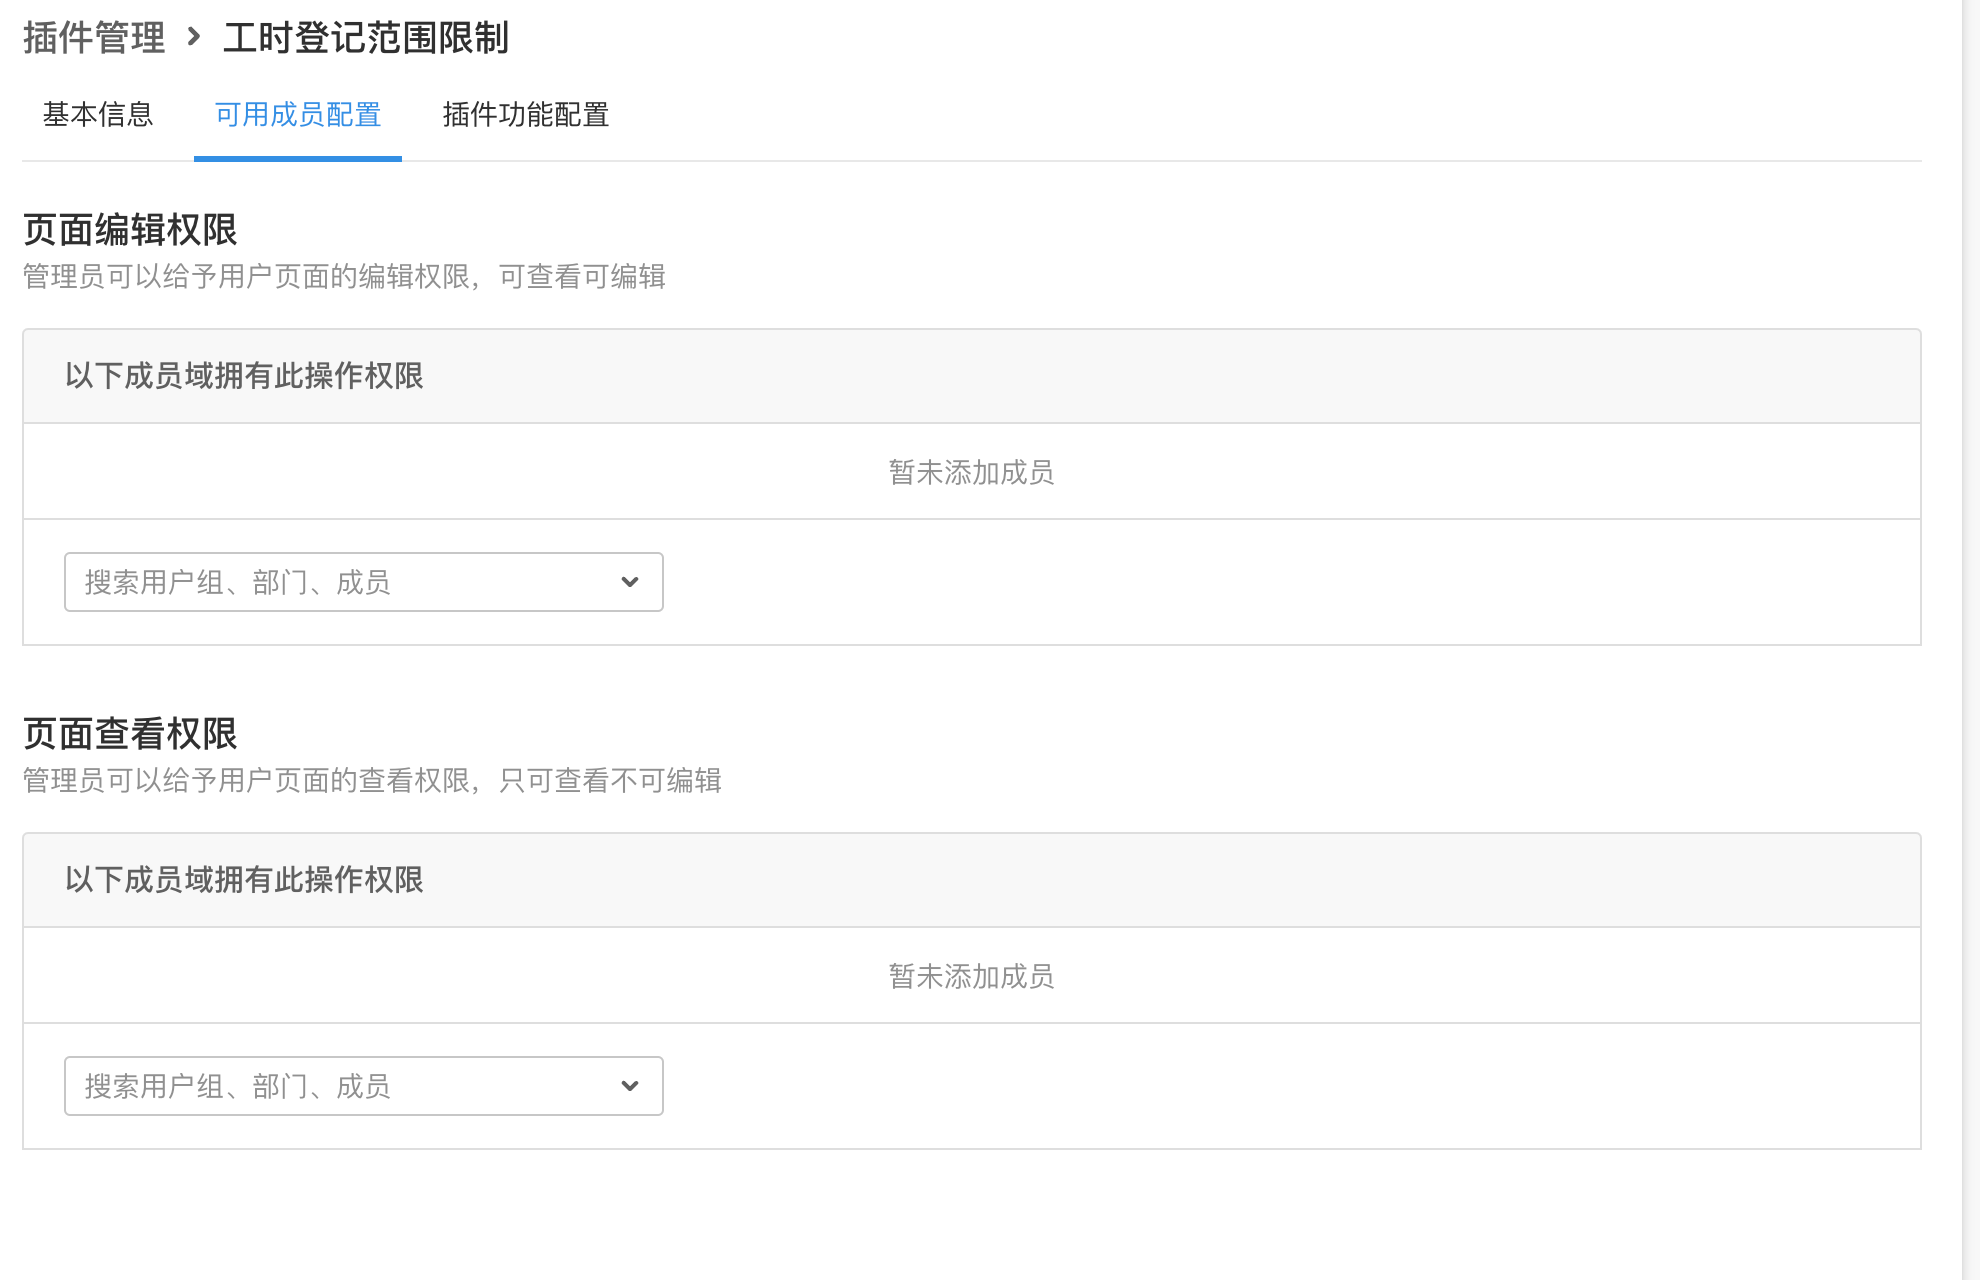 插件管理 > 工时登记范围限制
基本信息 可用成员配置 插件功能配置
页面编辑权限
管理员可以给予用户页面的编辑权限，可查看可编辑
以下成员域拥有此操作权限
暂未添加成员
搜索用户组、部门、成员
页面查看权限
管理员可以给予用户页面的查看权限，只可查看不可编辑
以下成员域拥有此操作权限
暂未添加成员
搜索用户组、部门、成员